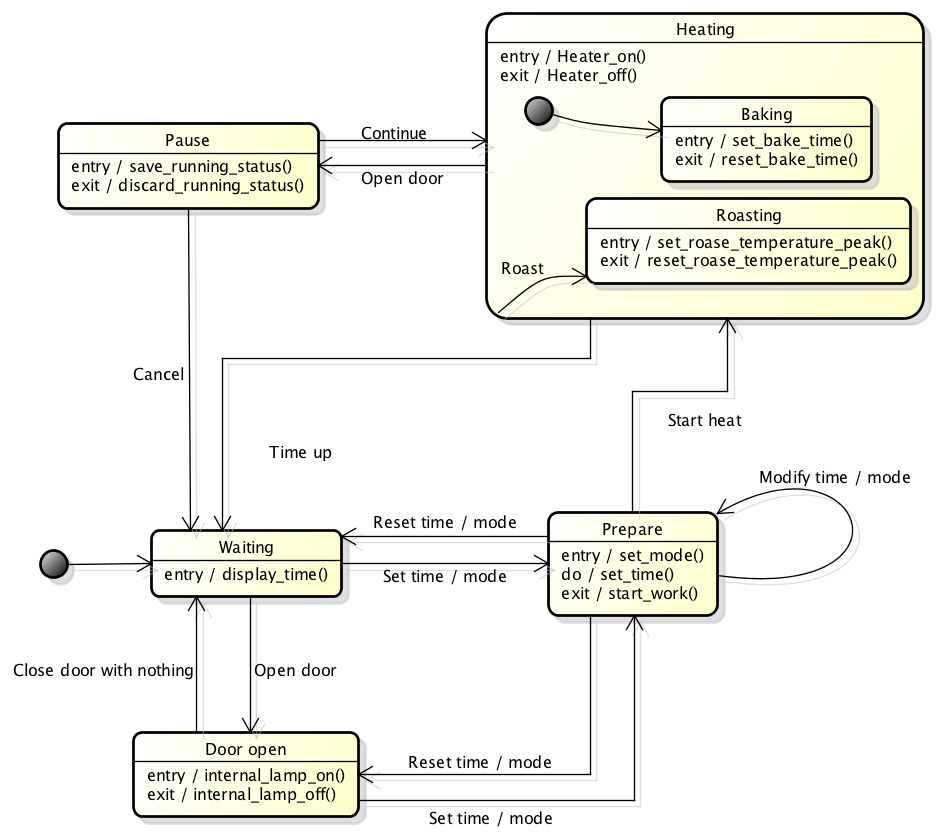 Heating
entry / Heater_on()
exit / Heater_off()
Baking
entry / set_bake_time()
exit / reset_bake_time()
Roasting
entry / set_roase_temperature_peak()
exit / reset_roase_temperature_peak()
Roast
Pause
entry / save_running_status()
exit / discard_running_status()
Continue
Open door
Cancel
Time up
Start heat
Modify time / mode
Reset time / mode
Set time / mode
Waiting
entry / display_time()
Prepare
entry / set_mode()
do / set_time()
exit / start_work()
Close door with nothing
Open door
Door open
entry / internal_lamp_on()
exit / internal_lamp_off()
Reset time / mode
Set time / mode